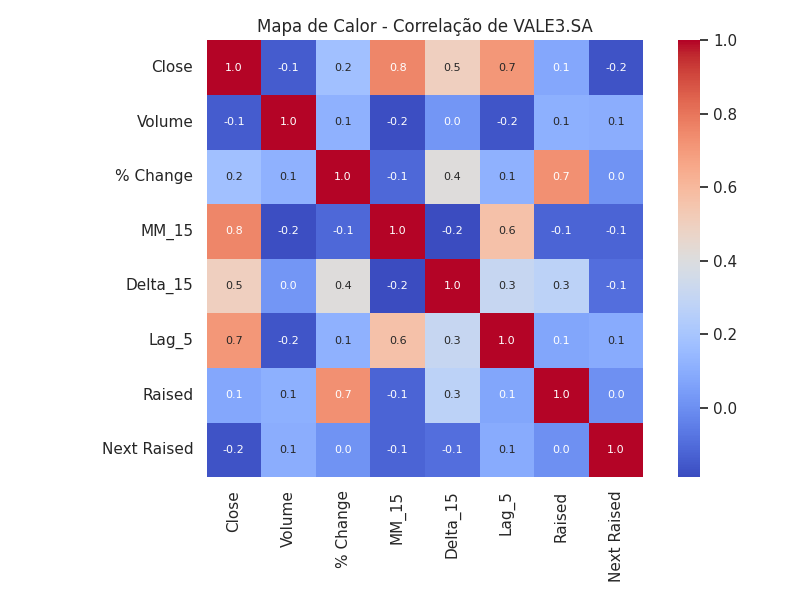 Mapa de Calor - Correlação de VALE3.SA
Close 1.0 -0.1 0.2 0.8 0.5 0.7 0.1 -0.2
Volume -0.1 1.0 0.1 -0.2 0.0 -0.2 0.1 0.1
% Change 0.2 0.1 1.0 -0.1 0.4 0.1 0.7 0.0
MM_15 0.8 -0.2 -0.1 1.0 -0.2 0.6 -0.1 -0.1
Delta_15 0.5 0.0 0.4 -0.2 1.0 0.3 0.3 -0.1
Lag_5 0.7 -0.2 0.1 0.6 0.3 1.0 0.1 0.1
Raised 0.1 0.1 0.7 -0.1 0.3 0.1 1.0 0.0
Next Raised -0.2 0.1 0.0 -0.1 -0.1 0.1 0.0 1.0
Close Volume % Change MM_15 Delta_15 Lag_5 Raised Next Raised
1.0
0.8
0.6
0.4
0.2
0.0